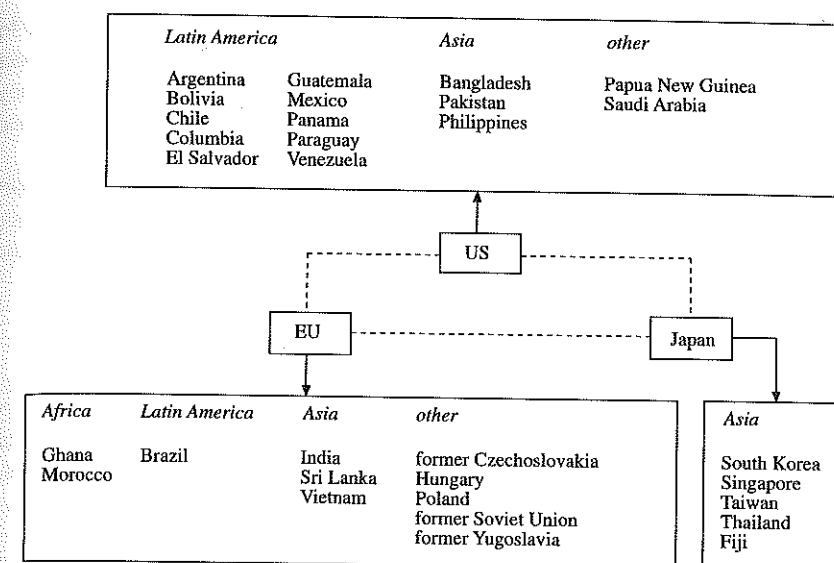 Latin America Asia other
Argentina Guatemala Bangladesh Papua New Guinea
Bolivia Mexico Pakistan Saudi Arabia
Chile Panama Philippines
Columbia Paraguay
El Salvador Venezuela
US
EU
Japan
Africa Latin America Asia other
Ghana Brazil India former Czechoslovakia
Morocco Sri Lanka Hungary
Vietnam Poland
former Soviet Union
former Yugoslavia
Asia
South Korea
Singapore
Taiwan
Thailand
Fiji